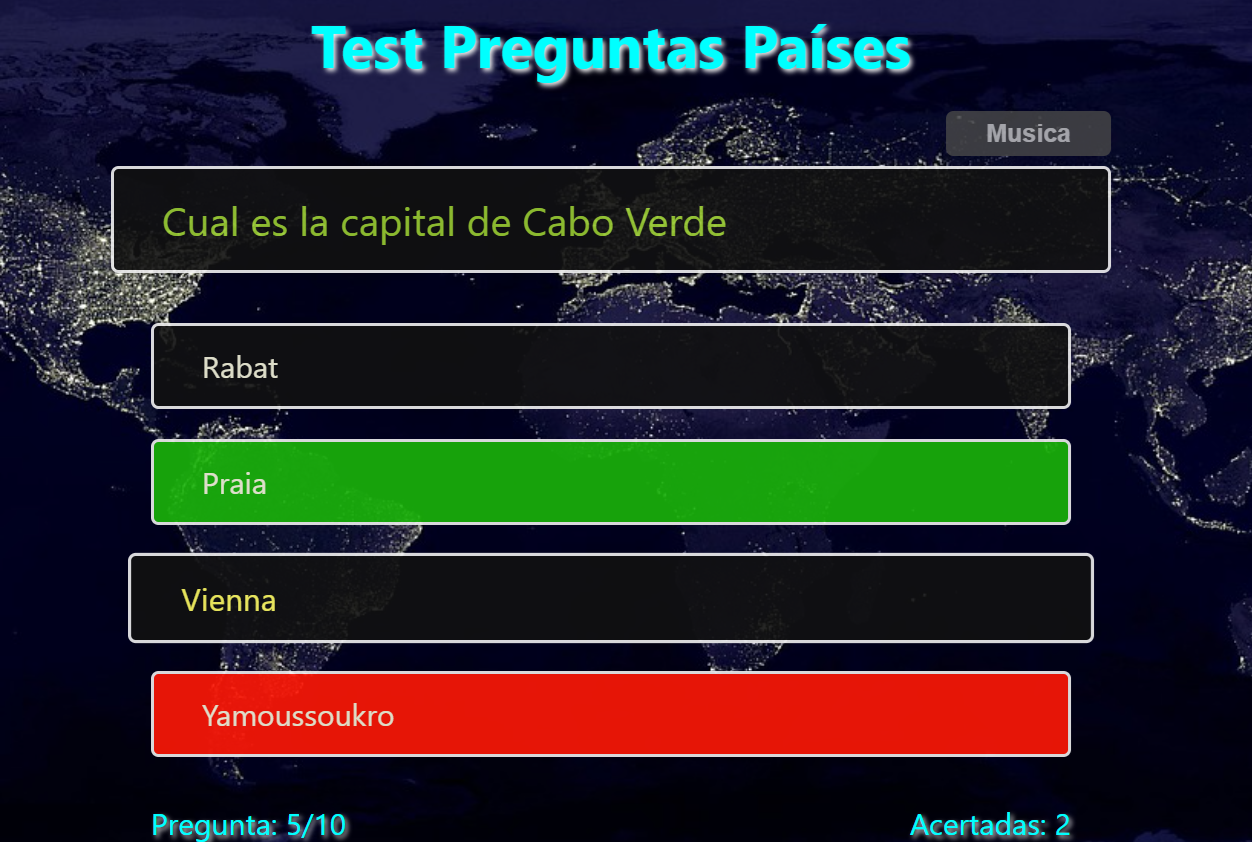 Test Preguntas Países
Musica
Cual es la capital de Cabo Verde
Rabat
Praia
Vienna
Yamoussoukro
Pregunta: 5/10
Acertadas: 2